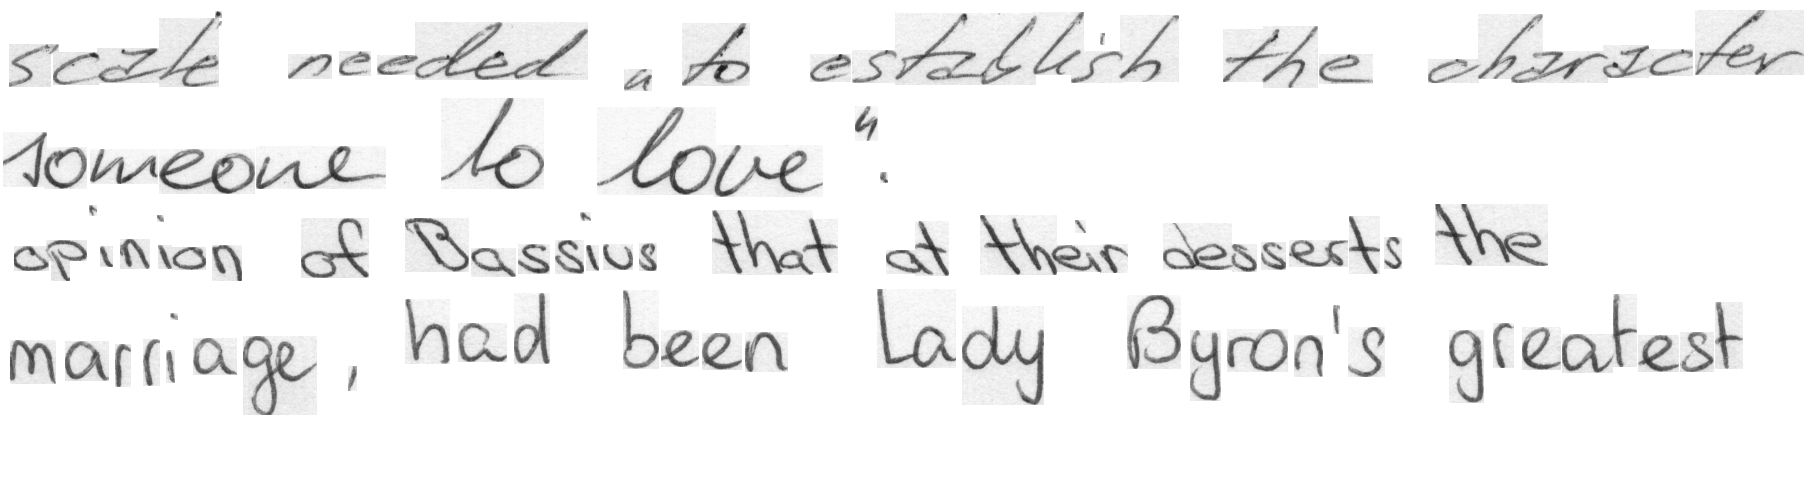 scale needed „ to establish the character
someone to love ".
opinion of Bassius that at their desserts the
marriage, had been Lady Byron's greatest